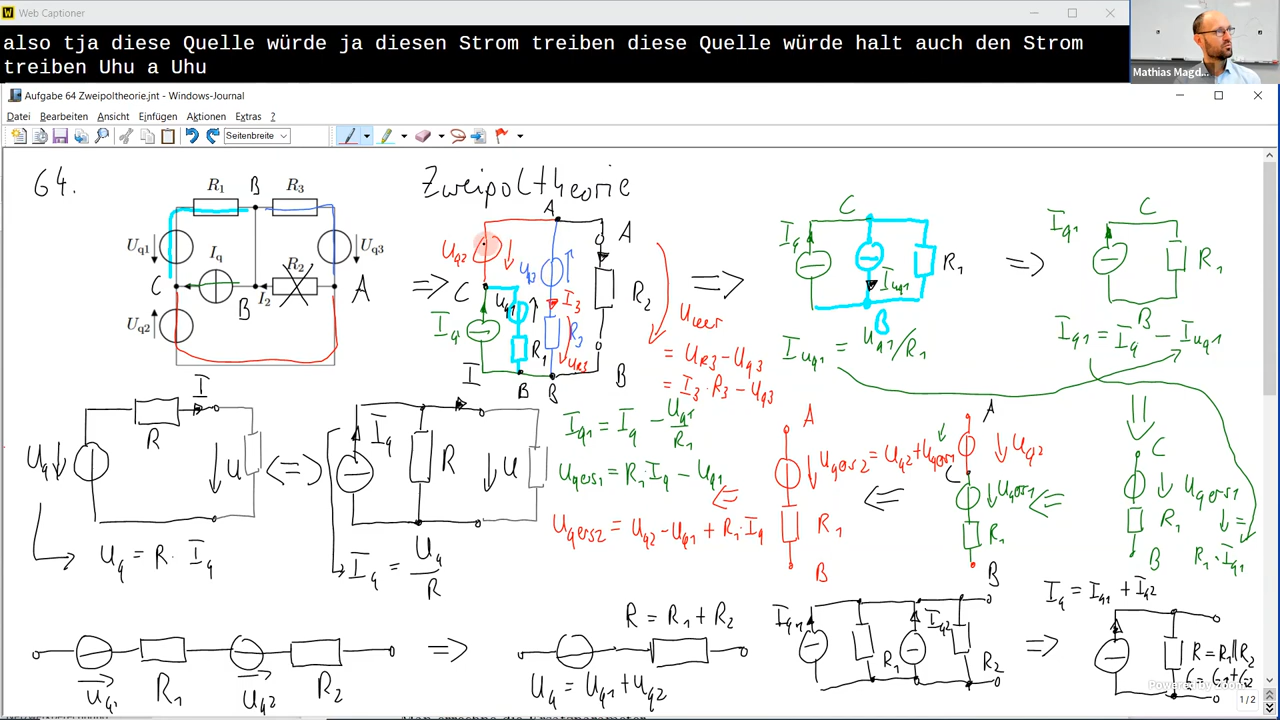 Web Captioner
also tja diese Quelle würde ja diesen Strom treiben diese Quelle würde halt auch den Strom
treiben Uhu a Uhu
Mathias Magd...
Aufgabe 64 Zweipoltheorie.jnt - Windows-Journal
Datei Bearbeiten Ansicht Einfügen Aktionen Extras ?
Seitenbreite
64.
Zweipoltheorie
R1 B R3
Uq1 Iq R2 Uq3
C B I2 A
Uq2
A
Uq2 Uq3 A
C Uq1 I3 R2
Iq R1 R3 UR3
B B B
Uleer
= UR3 - Uq3
= I3 · R3 - Uq3
C
Iq Iuq1 R1
B
Iuq1 = Uq1/R1
C
Iq1 R1
B
Iq1 = Iq - Iuq1
I
Uq R U
Uq = R · Iq
I
Iq R U
Iq = Uq/R
Iq1 = Iq - Uq1/R1
Uqers1 = R1 · Iq - Uq1
Uqers2 = Uq2 - Uq1 + R1 · Iq
A
Uqers2 = Uq2 + Uqers1
R1
B
A
Uq2
C
Uqers1
R1
B
C
Uqers1
R1 =
B R1 · Iq1
Uq1 R1 Uq2 R2
R = R1 + R2
Uq = Uq1 + Uq2
Iq1 R1 Iq2 R2
Iq = Iq1 + Iq2
R = R1 || R2
G = G1 + G2
Powered by Zoom
1/2